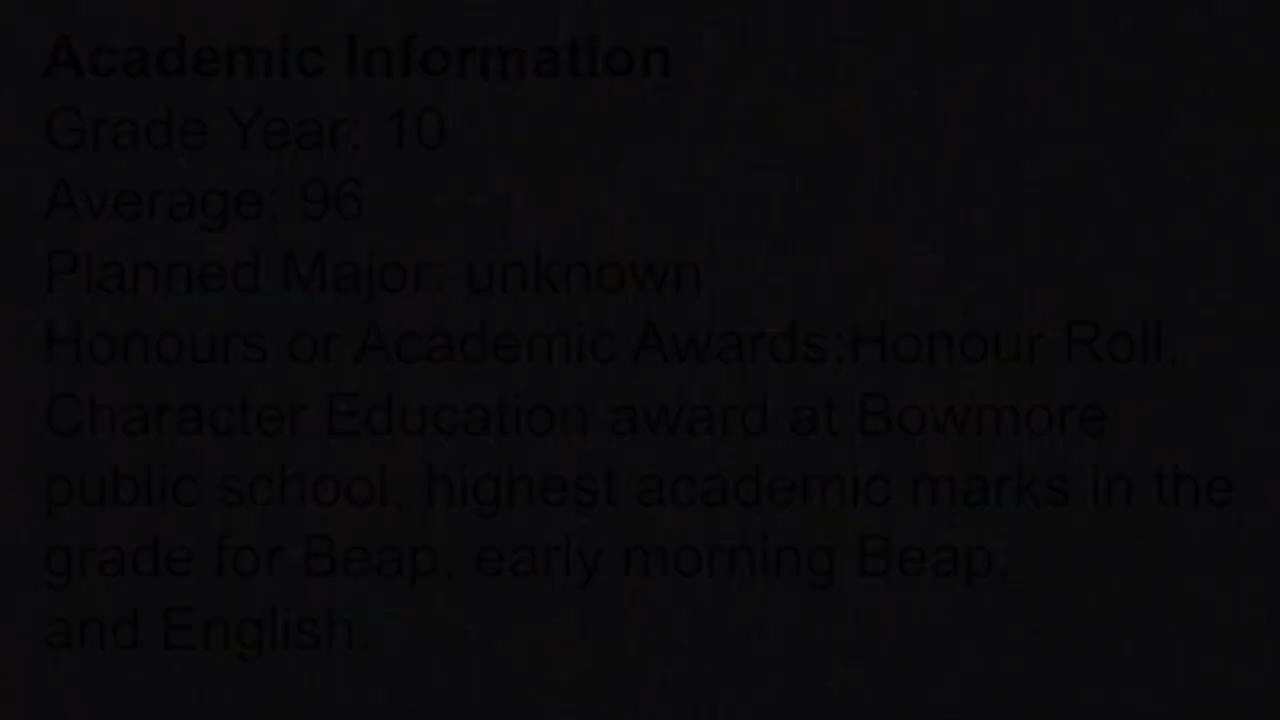 Academic Information
Grade Year: 10
Average: 96
Planned Major: unknown
Honours or Academic Awards:Honour Roll,
Character Education award at Bowmore
public school, highest academic marks in the
grade for Beap, early morning Beap,
and English.